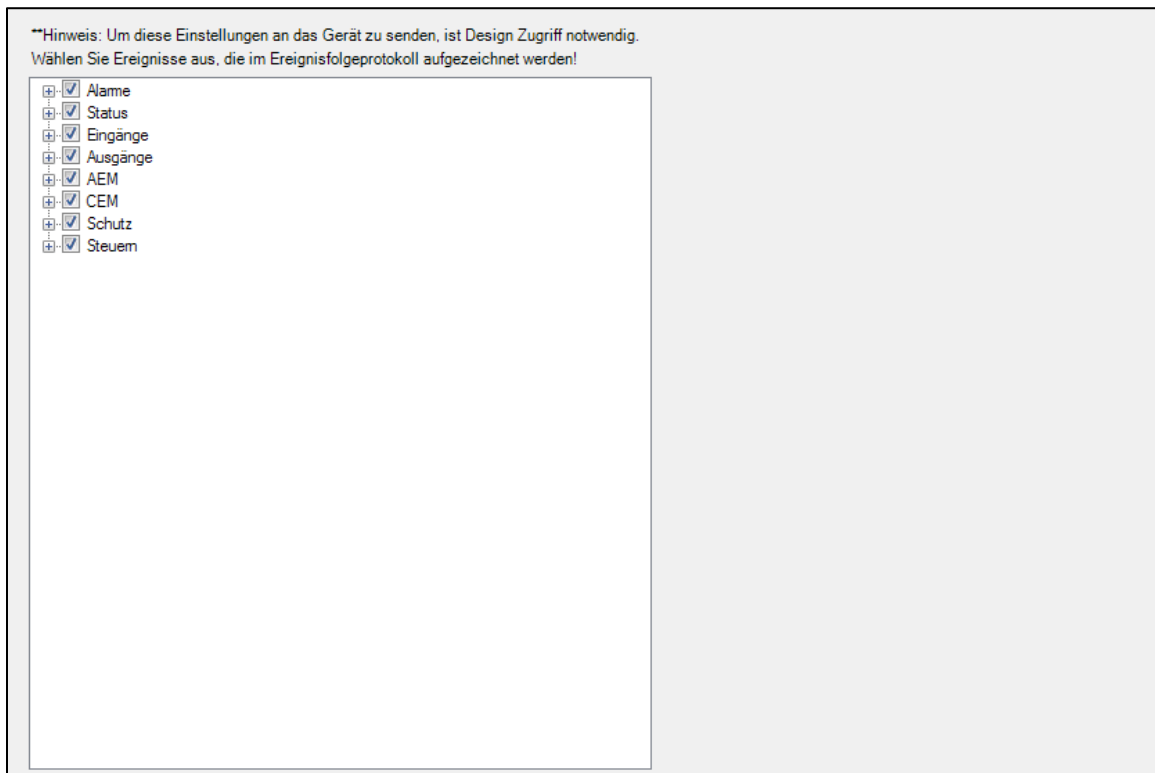 **Hinweis: Um diese Einstellungen an das Gerät zu senden, ist Design Zugriff notwendig.
Wählen Sie Ereignisse aus, die im Ereignisfolgeprotokoll aufgezeichnet werden!
Alarme
Status
Eingänge
Ausgänge
AEM
CEM
Schutz
Steuern